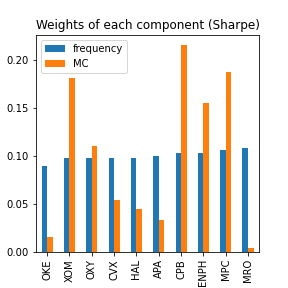 Weights of each component (Sharpe)
frequency
MC
0.20
0.15
0.10
0.05
0.00
OKE
XOM
OXY
CVX
HAL
APA
CPB
ENPH
MPC
MRO